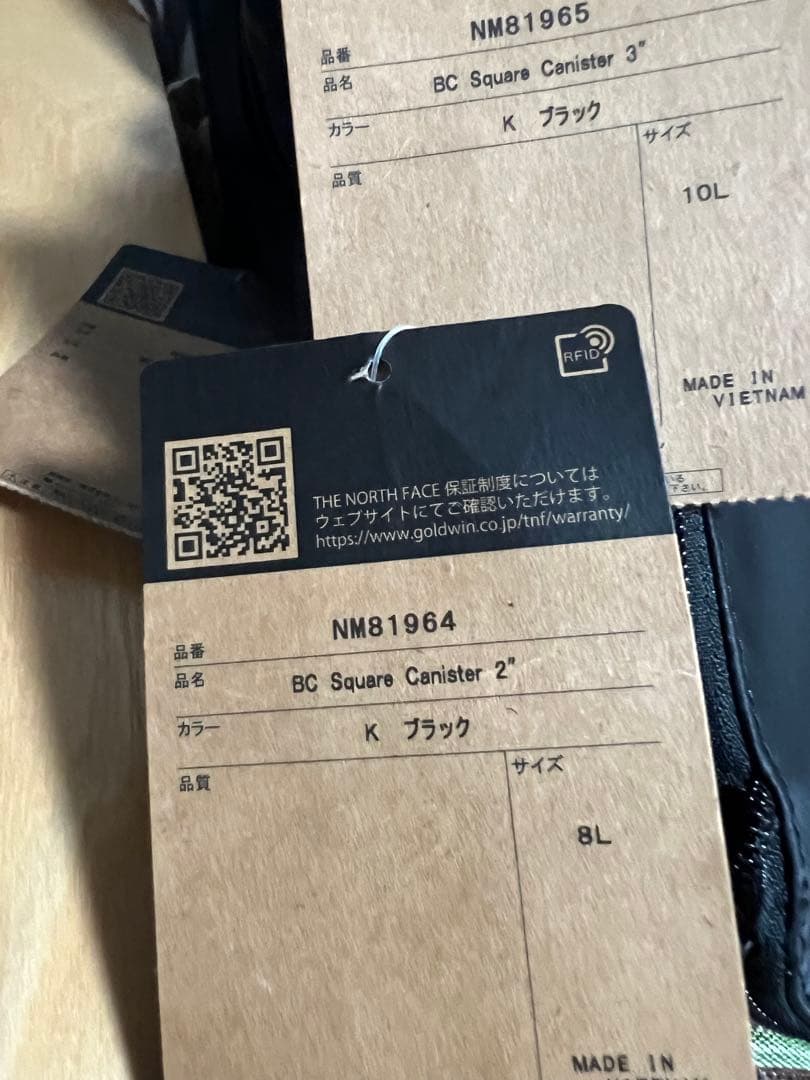 NM81965
品番
品名 BC Square Canister 3"
カラー K ブラック
品質
サイズ
10L
MADE IN
VIETNAM
RFID
THE NORTH FACE 保証制度については
ウェブサイトにてご確認いただけます。
https://www.goldwin.co.jp/tnf/warranty/
品番 NM81964
品名 BC Square Canister 2"
カラー K ブラック
品質
サイズ
8L
MADE IN